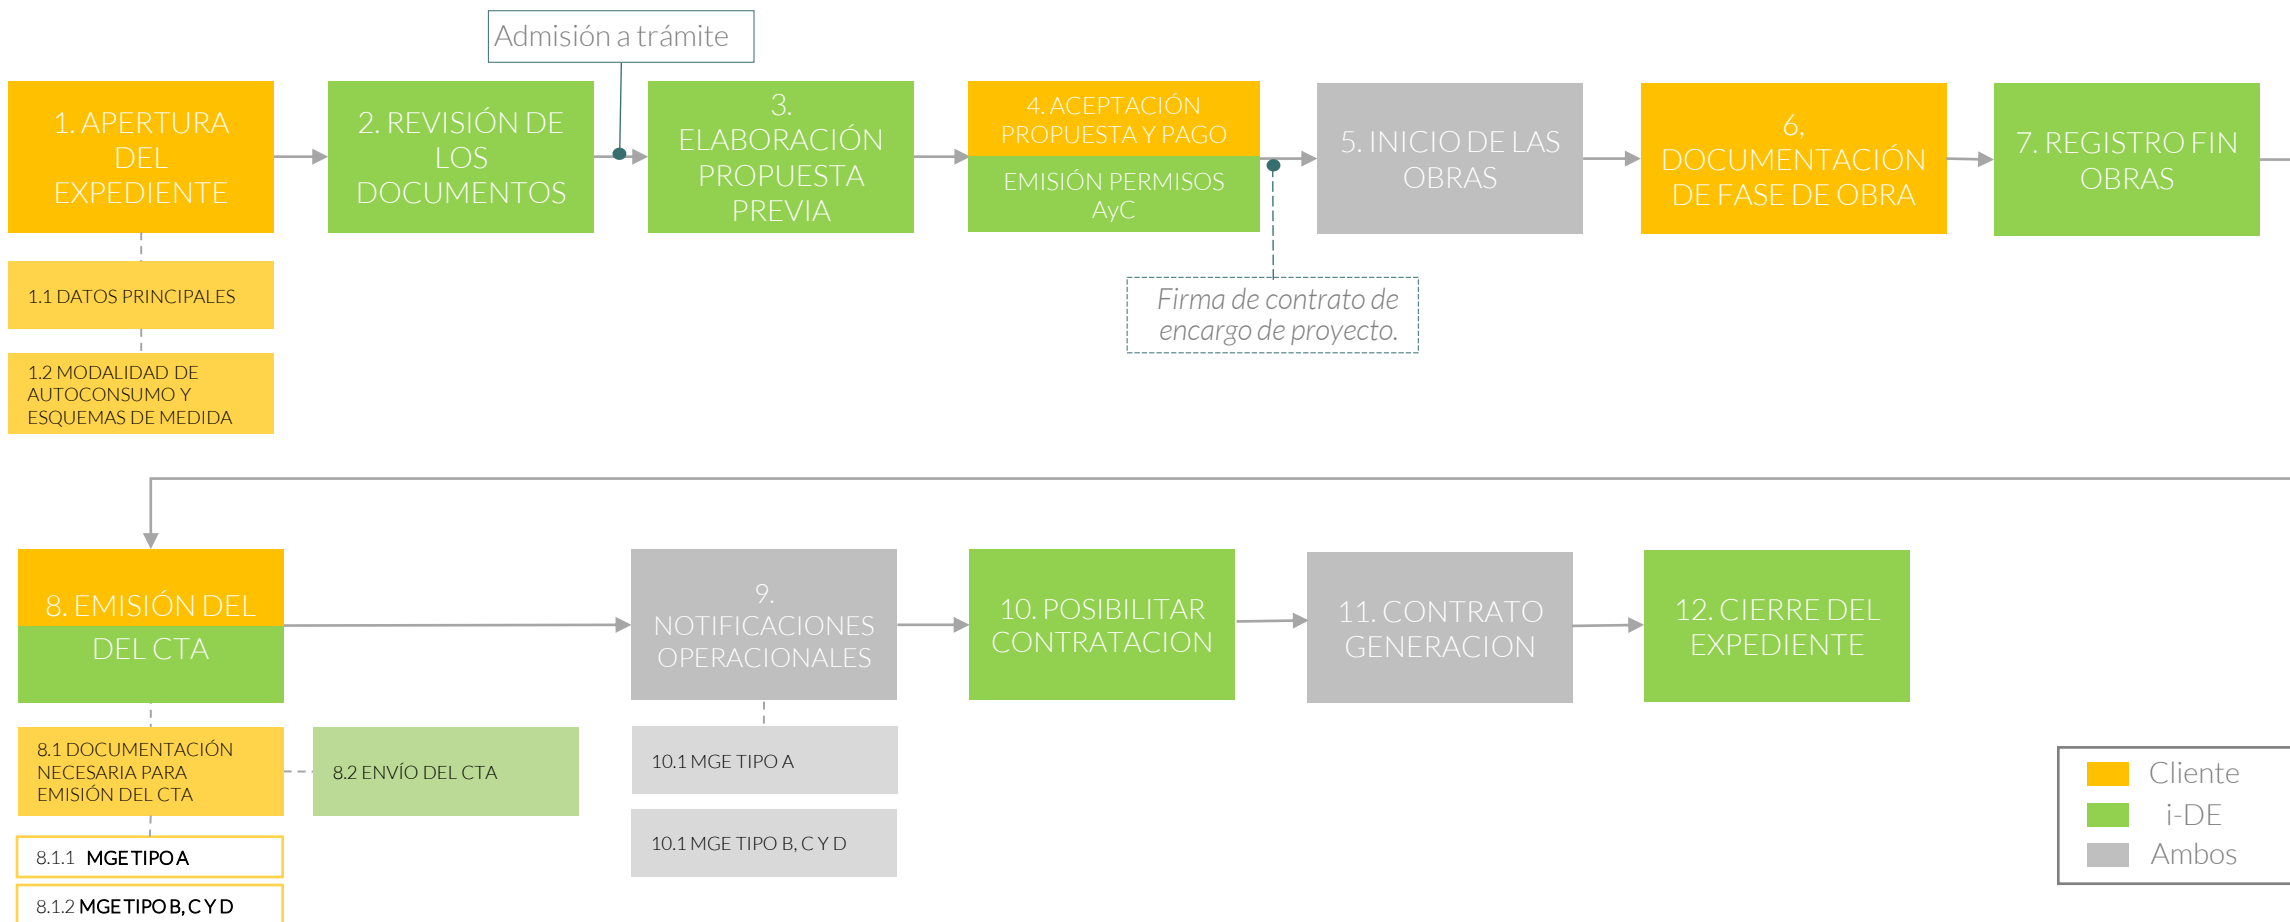 Admisión a trámite
1. APERTURA
DEL
EXPEDIENTE
2. REVISIÓN DE
LOS
DOCUMENTOS
3.
ELABORACIÓN
PROPUESTA
PREVIA
4. ACEPTACIÓN
PROPUESTA Y PAGO
EMISIÓN PERMISOS
AyC
5. INICIO DE LAS
OBRAS
6,
DOCUMENTACIÓN
DE FASE DE OBRA
7. REGISTRO FIN
OBRAS
1.1 DATOS PRINCIPALES
1.2 MODALIDAD DE
AUTOCONSUMO Y
ESQUEMAS DE MEDIDA
Firma de contrato de
encargo de proyecto.
8. EMISIÓN DEL
DEL CTA
9.
NOTIFICACIONES
OPERACIONALES
10. POSIBILITAR
CONTRATACION
11. CONTRATO
GENERACION
12. CIERRE DEL
EXPEDIENTE
8.1 DOCUMENTACIÓN
NECESARIA PARA
EMISIÓN DEL CTA
8.2 ENVÍO DEL CTA
8.1.1 MGE TIPO A
8.1.2 MGE TIPO B, C Y D
10.1 MGE TIPO A
10.1 MGE TIPO B, C Y D
Cliente
i-DE
Ambos